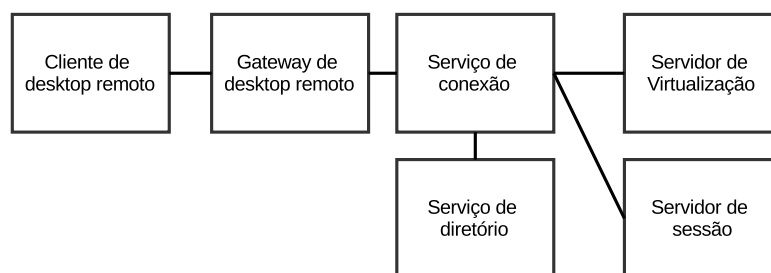 Cliente de
desktop remoto
Gateway de
desktop remoto
Serviço de
conexão
Servidor de
Virtualização
Serviço de
diretório
Servidor de
sessão